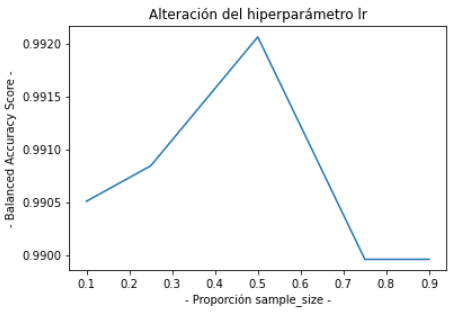 Alteración del hiperparámetro lr
- Balanced Accuracy Score -
0.9920
0.9915
0.9910
0.9905
0.9900
0.1 0.2 0.3 0.4 0.5 0.6 0.7 0.8 0.9
- Proporción sample_size -